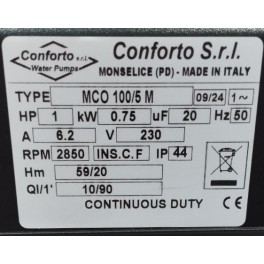 Conforto s.r.l. Conforto S.r.l.
Water Pumps MONSELICE (PD) - MADE IN ITALY
TYPE MCO 100/5 M 09/24 1~
HP 1 kW 0.75 uF 20 Hz 50
A 6.2 V 230
RPM 2850 INS.C.F IP 44
Hm 59/20
Ql/1' 10/90
CONTINUOUS DUTY CE